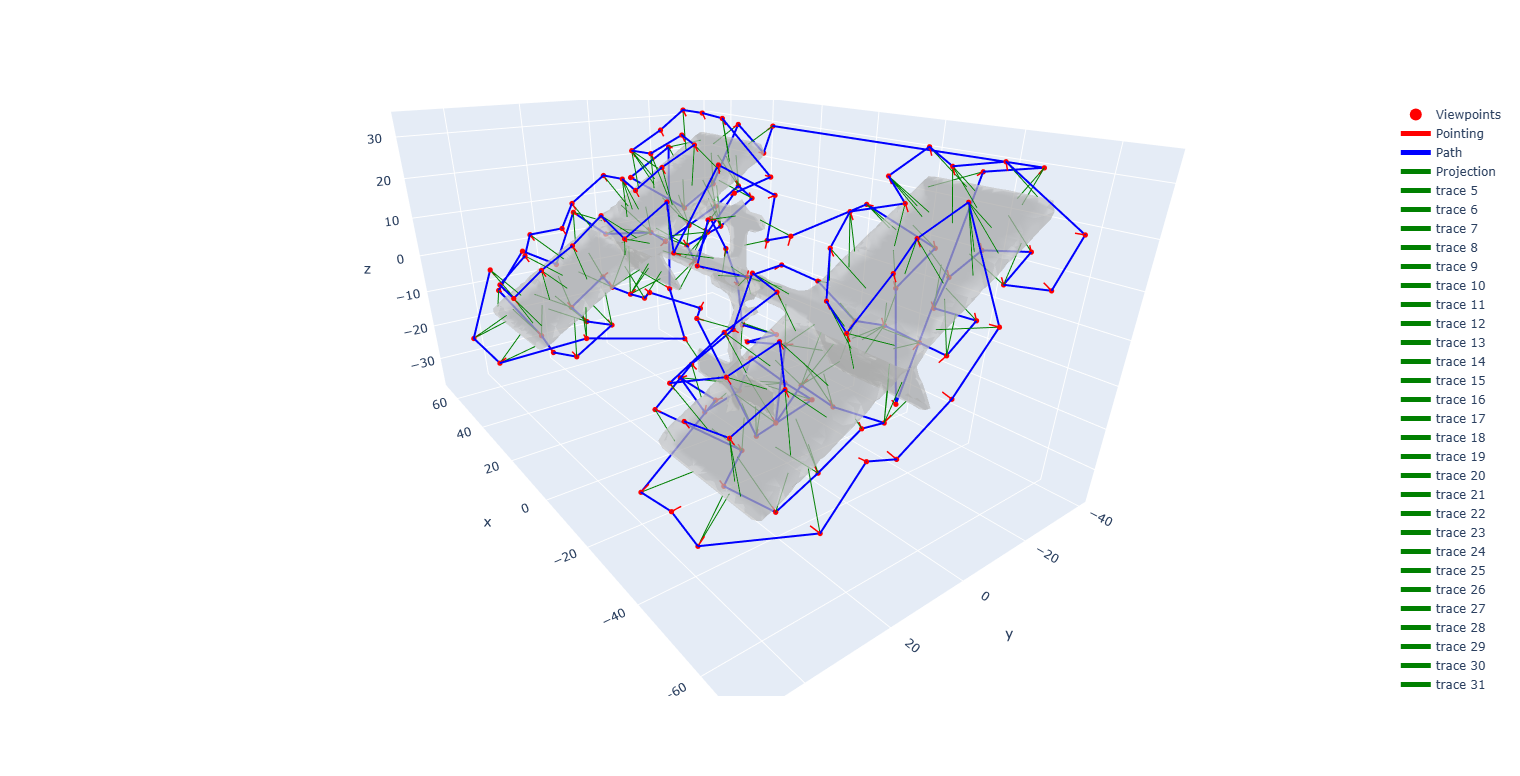 30
20
10
z
0
−10
−20
−30
60
40
20
x
0
−20
−40
−60
−40
−20
0
y
20
Viewpoints
Pointing
Path
Projection
trace 5
trace 6
trace 7
trace 8
trace 9
trace 10
trace 11
trace 12
trace 13
trace 14
trace 15
trace 16
trace 17
trace 18
trace 19
trace 20
trace 21
trace 22
trace 23
trace 24
trace 25
trace 26
trace 27
trace 28
trace 29
trace 30
trace 31